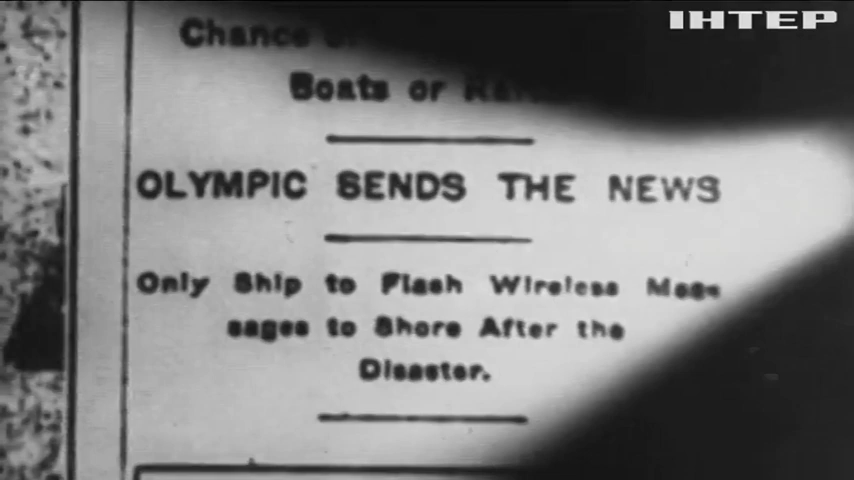 ІНТЕР
Chance
Boats or
OLYMPIC SENDS THE NEWS
Only Ship to Flash Wireless Mes-
sages to Shore After the
Disaster.